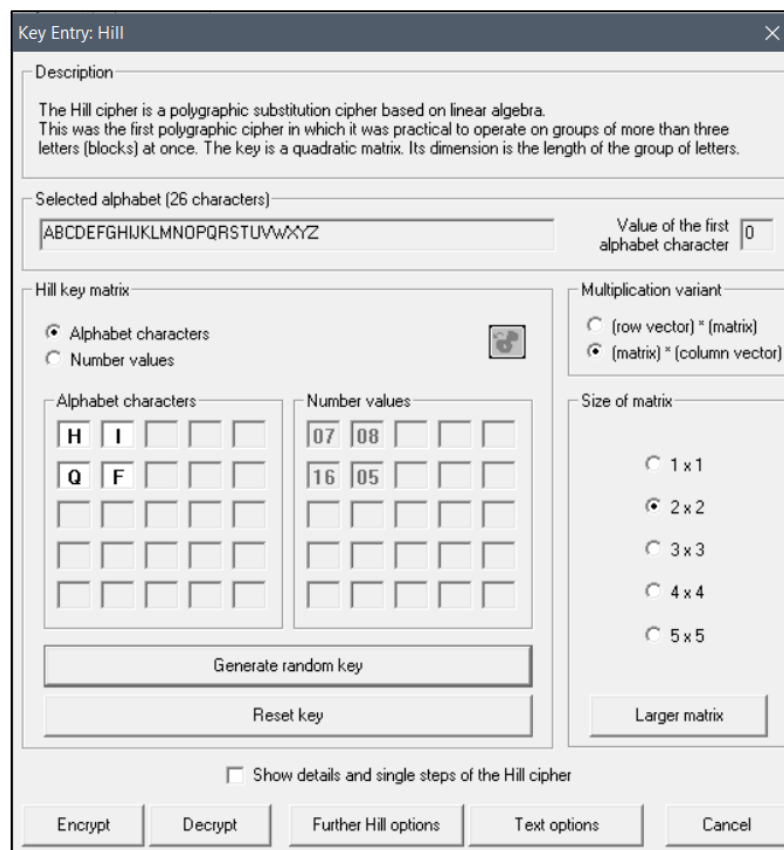 Key Entry: Hill
Description
The Hill cipher is a polygraphic substitution cipher based on linear algebra.
This was the first polygraphic cipher in which it was practical to operate on groups of more than three
letters (blocks) at once. The key is a quadratic matrix. Its dimension is the length of the group of letters.
Selected alphabet (26 characters)
ABCDEFGHIJKLMNOPQRSTUVWXYZ
Value of the first
alphabet character
0
Hill key matrix
Alphabet characters
Number values
Multiplication variant
(row vector) * (matrix)
(matrix) * (column vector)
Alphabet characters
H I
Q F
Number values
07 08
16 05
Size of matrix
1 x 1
2 x 2
3 x 3
4 x 4
5 x 5
Generate random key
Reset key
Larger matrix
Show details and single steps of the Hill cipher
Encrypt
Decrypt
Further Hill options
Text options
Cancel